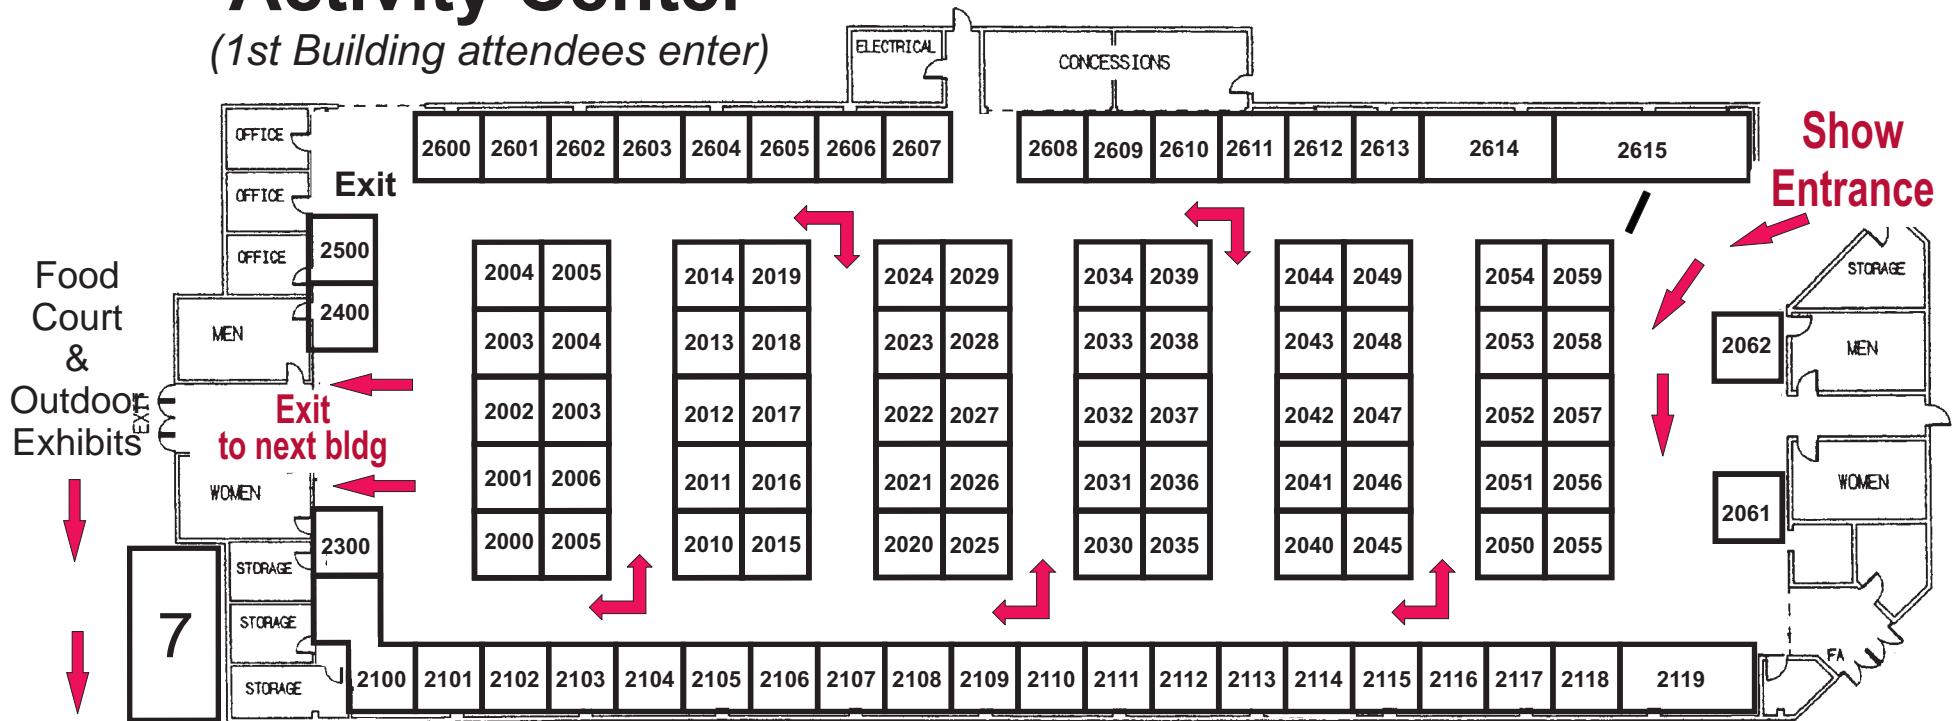 Activity Center
(1st Building attendees enter)
ELECTRICAL
CONCESSIONS
OFFICE
OFFICE
OFFICE
MEN
WOMEN
STORAGE
STORAGE
STORAGE
Exit
2600 2601 2602 2603 2604 2605 2606 2607
2608 2609 2610 2611 2612 2613 2614 2615
Show
Entrance
2500
2400
Food
Court
&
Outdoor
Exhibits
EXIT
Exit
to next bldg
2300
7
2004 2005 2014 2019 2024 2029 2034 2039 2044 2049 2054 2059
2003 2004 2013 2018 2023 2028 2033 2038 2043 2048 2053 2058
2002 2003 2012 2017 2022 2027 2032 2037 2042 2047 2052 2057
2001 2006 2011 2016 2021 2026 2031 2036 2041 2046 2051 2056
2000 2005 2010 2015 2020 2025 2030 2035 2040 2045 2050 2055
STORAGE
2062
MEN
2061
WOMEN
FA
2100 2101 2102 2103 2104 2105 2106 2107 2108 2109 2110 2111 2112 2113 2114 2115 2116 2117 2118 2119